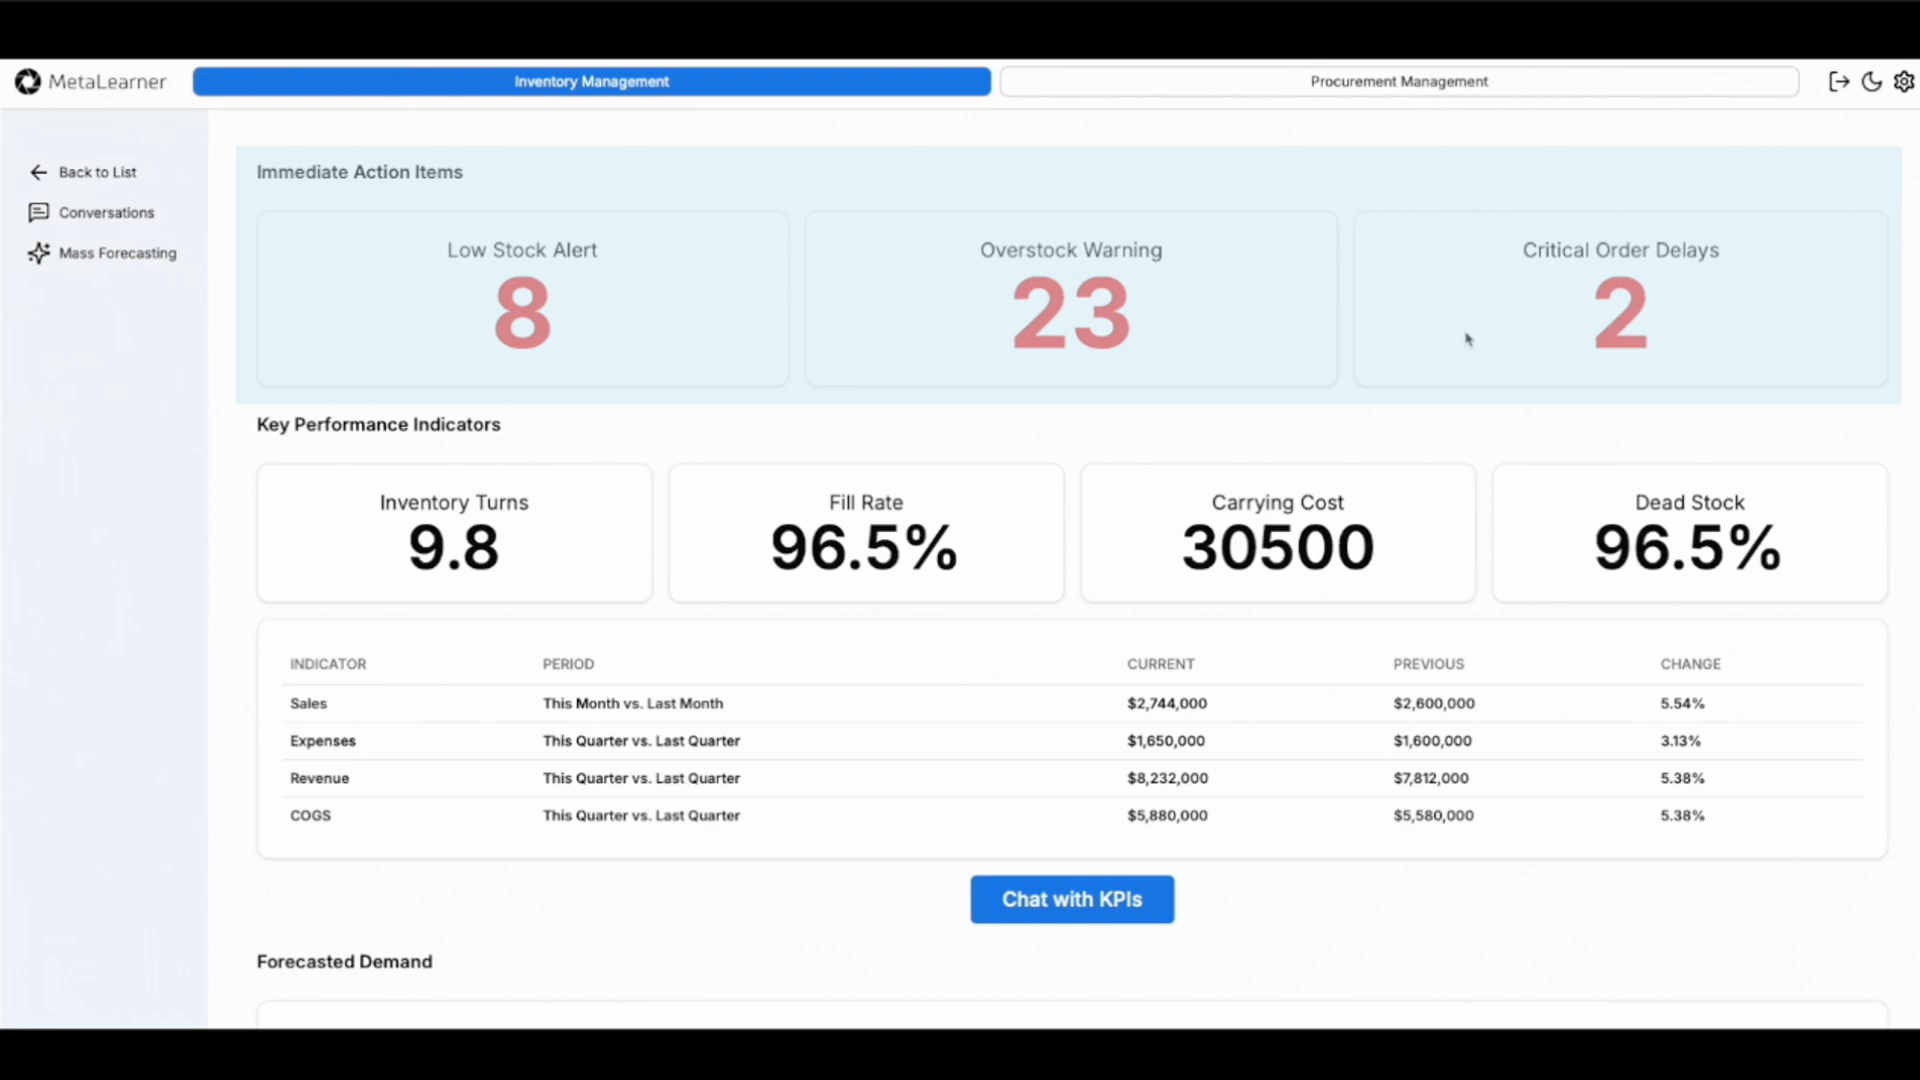 MetaLearner
Inventory Management
Procurement Management
Back to List
Conversations
Mass Forecasting
Immediate Action Items
Low Stock Alert
8
Overstock Warning
23
Critical Order Delays
2
Key Performance Indicators
Inventory Turns
9.8
Fill Rate
96.5%
Carrying Cost
30500
Dead Stock
96.5%
INDICATOR PERIOD CURRENT PREVIOUS CHANGE
Sales This Month vs. Last Month $2,744,000 $2,600,000 5.54%
Expenses This Quarter vs. Last Quarter $1,650,000 $1,600,000 3.13%
Revenue This Quarter vs. Last Quarter $8,232,000 $7,812,000 5.38%
COGS This Quarter vs. Last Quarter $5,880,000 $5,580,000 5.38%
Chat with KPIs
Forecasted Demand